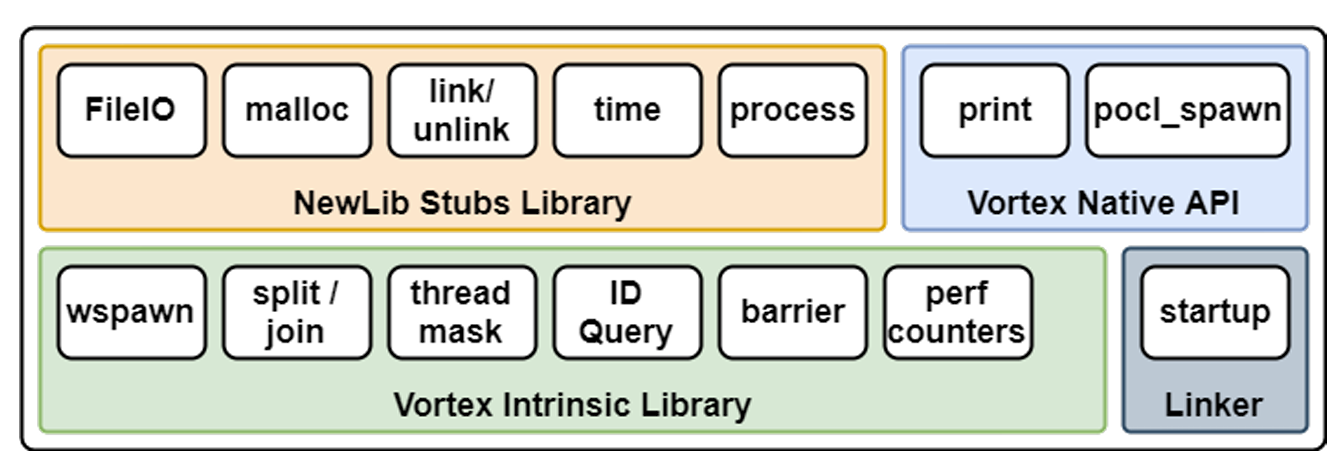 FileIO
malloc
link/
unlink
time
process
NewLib Stubs Library
print
pocl_spawn
Vortex Native API
wspawn
split /
join
thread
mask
ID
Query
barrier
perf
counters
Vortex Intrinsic Library
startup
Linker